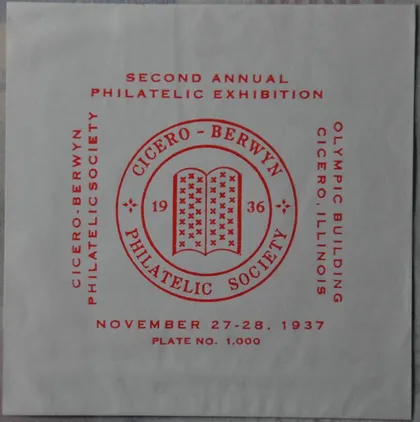 SECOND ANNUAL
PHILATELIC EXHIBITION
CICERO-BERWYN
PHILATELIC SOCIETY
CICERO - BERWYN
19 36
PHILATELIC SOCIETY
OLYMPIC BUILDING
CICERO, ILLINOIS
NOVEMBER 27-28, 1937
PLATE NO. 1,000